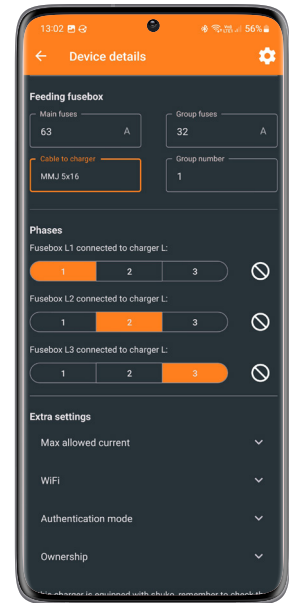 13:02 56%
Device details
Feeding fusebox
Main fuses Group fuses
63 A 32 A
Cable to charger Group number
MMJ 5x16 1
Phases
Fusebox L1 connected to charger L:
1 2 3
Fusebox L2 connected to charger L:
1 2 3
Fusebox L3 connected to charger L:
1 2 3
Extra settings
Max allowed current
WiFi
Authentication mode
Ownership
charger is equipped with shuko, remember to check